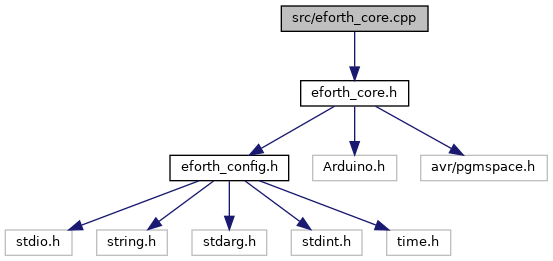 src/eforth_core.cpp
eforth_core.h
eforth_config.h
Arduino.h
avr/pgmspace.h
stdio.h
string.h
stdarg.h
stdint.h
time.h